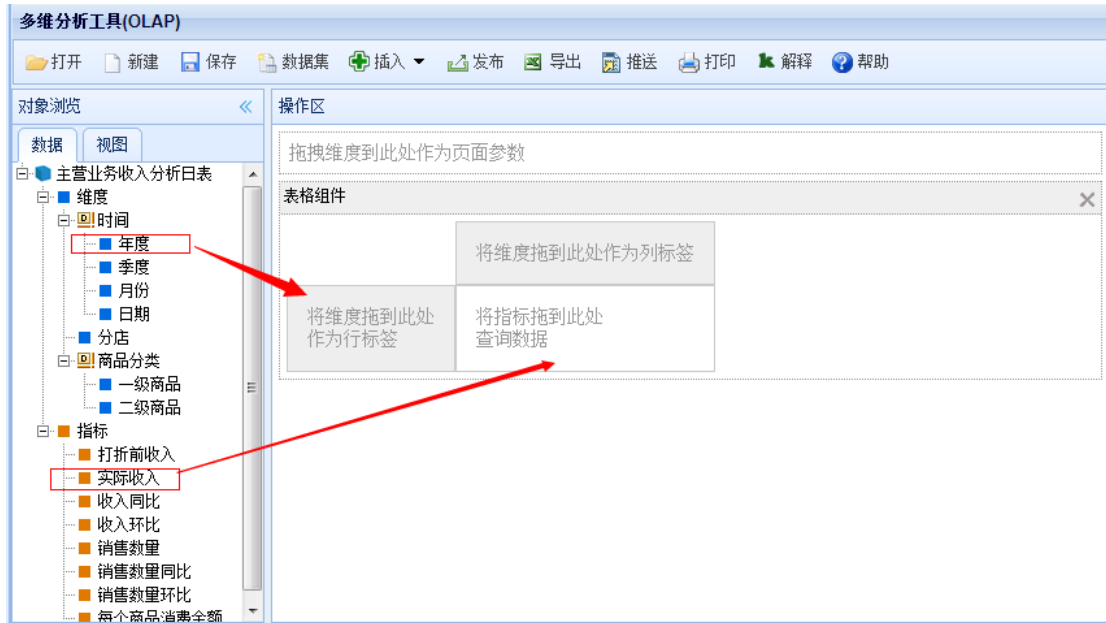 多维分析工具(OLAP)
打开 新建 保存 数据集 插入 发布 导出 推送 打印 解释 帮助
对象浏览
数据 视图
主营业务收入分析日表
维度
时间
年度
季度
月份
日期
分店
商品分类
一级商品
二级商品
指标
打折前收入
实际收入
收入同比
收入环比
销售数量
销售数量同比
销售数量环比
每个商品消费金额
操作区
拖拽维度到此处作为页面参数
表格组件
将维度拖到此处作为列标签
将维度拖到此处
作为行标签
将指标拖到此处
查询数据